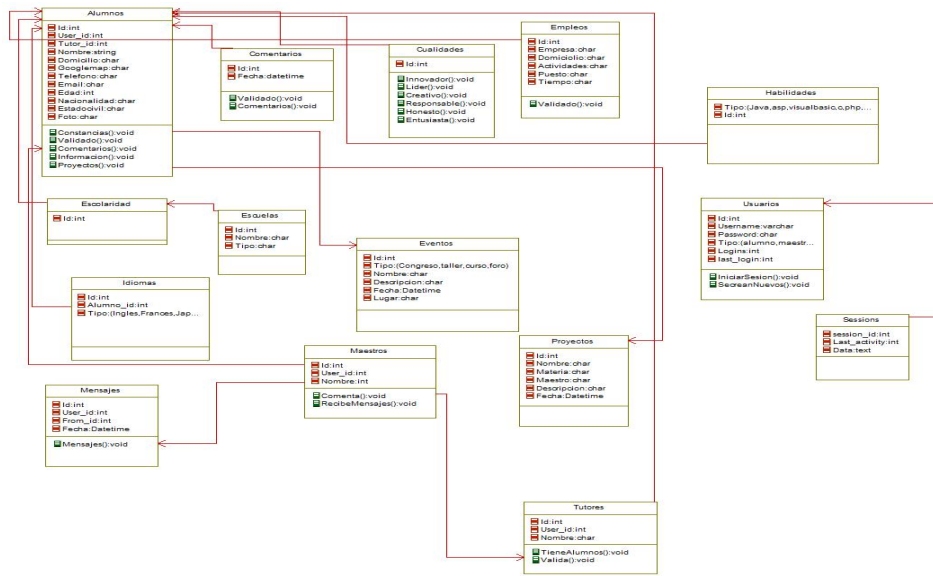 Alumnos
Id:int
User_id:int
Tutor_id:int
Nombre:string
Domicilio:char
Googlemap:char
Telefono:char
Email:char
Edad:int
Nacionalidad:char
Estadocivil:char
Foto:char
Constancias():void
Validado():void
Comentarios():void
Informacion():void
Proyectos():void
Comentarios
Id:int
Fecha:datetime
Validado():void
Comentarios():void
Cualidades
Id:int
Innovador():void
Lider():void
Creativo():void
Responsable():void
Honesto():void
Entusiasta():void
Empleos
Id:int
Empresa:char
Domiciolio:char
Actividades:char
Puesto:char
Tiempo:char
Validado():void
Habilidades
Tipo:(Java,asp,visualbasic,c,php,...
Id:int
Escolaridad
Id:int
Escuelas
Id:int
Nombre:char
Tipo:char
Eventos
Id:int
Tipo:(Congreso,taller,curso,foro)
Nombre:char
Descripcion:char
Fecha:Datetime
Lugar:char
Usuarios
Id:int
Username:varchar
Password:char
Tipo:(alumno,maestr...
Logins:int
last_login:int
IniciarSesion():void
SecreanNuevos():void
Idiomas
Id:int
Alumno_id:int
Tipo:(Ingles,Frances,Jap...
Sessions
session_id:int
Last_activity:int
Data:text
Proyectos
Id:int
Nombre:char
Materia:char
Maestro:char
Descripcion:char
Fecha:Datetime
Maestros
Id:int
User_id:int
Nombre:int
Comenta():void
RecibeMensajes():void
Mensajes
Id:int
User_id:int
From_id:int
Fecha:Datetime
Mensajes():void
Tutores
Id:int
User_id:int
Nombre:char
TieneAlumnos():void
Valida():void